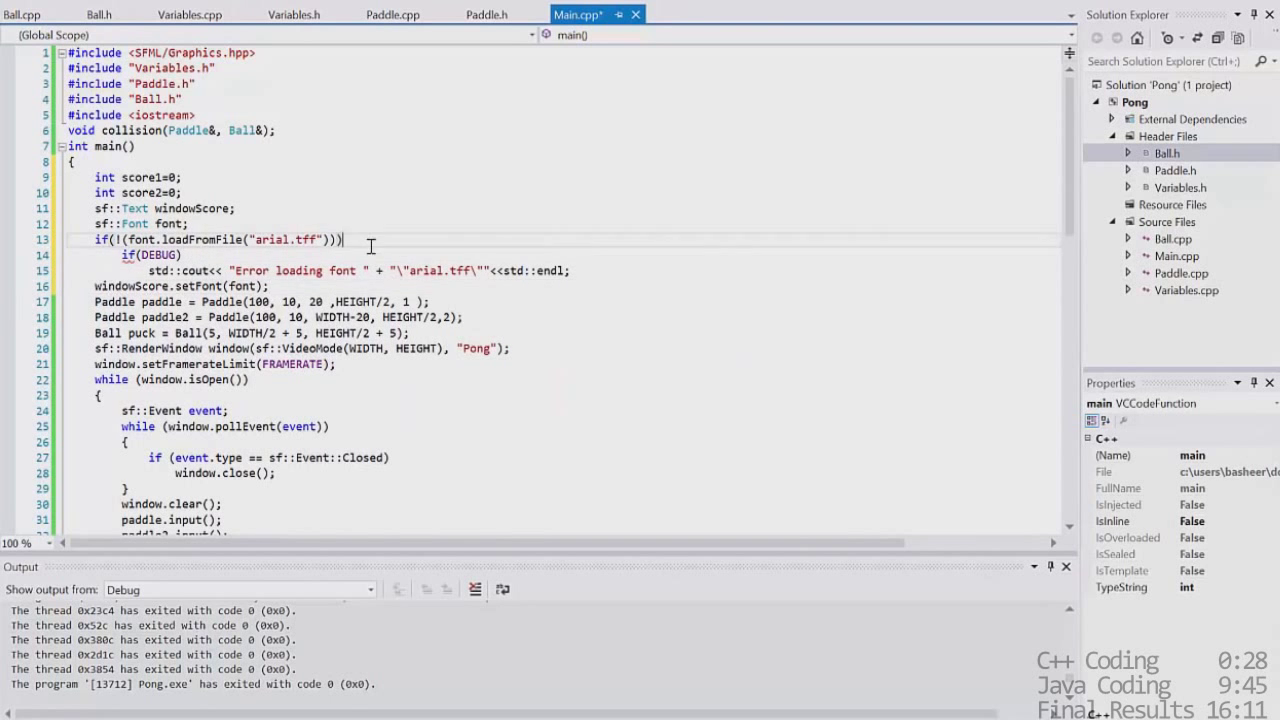 Ball.cpp Ball.h Variables.cpp Variables.h Paddle.cpp Paddle.h Main.cpp*
(Global Scope) main()
1 #include <SFML/Graphics.hpp>
2 #include "Variables.h"
3 #include "Paddle.h"
4 #include "Ball.h"
5 #include <iostream>
6 void collision(Paddle&, Ball&);
7 int main()
8 {
9 int score1=0;
10 int score2=0;
11 sf::Text windowScore;
12 sf::Font font;
13 if(!(font.loadFromFile("arial.tff")))
14 if(DEBUG)
15 std::cout<< "Error loading font " + "\"arial.tff\""<<std::endl;
16 windowScore.setFont(font);
17 Paddle paddle = Paddle(100, 10, 20 ,HEIGHT/2, 1 );
18 Paddle paddle2 = Paddle(100, 10, WIDTH-20, HEIGHT/2,2);
19 Ball puck = Ball(5, WIDTH/2 + 5, HEIGHT/2 + 5);
20 sf::RenderWindow window(sf::VideoMode(WIDTH, HEIGHT), "Pong");
21 window.setFramerateLimit(FRAMERATE);
22 while (window.isOpen())
23 {
24 sf::Event event;
25 while (window.pollEvent(event))
26 {
27 if (event.type == sf::Event::Closed)
28 window.close();
29 }
30 window.clear();
31 paddle.input();
paddle2.input();
100 %
Output
Show output from: Debug
The thread 0x23c4 has exited with code 0 (0x0).
The thread 0x52c has exited with code 0 (0x0).
The thread 0x380c has exited with code 0 (0x0).
The thread 0x2d1c has exited with code 0 (0x0).
The thread 0x3854 has exited with code 0 (0x0).
The program '[13712] Pong.exe' has exited with code 0 (0x0).
Solution Explorer
Search Solution Explorer (Ctrl+;)
Solution 'Pong' (1 project)
Pong
External Dependencies
Header Files
Ball.h
Paddle.h
Variables.h
Resource Files
Source Files
Ball.cpp
Main.cpp
Paddle.cpp
Variables.cpp
Properties
main VCCodeFunction
C++
(Name) main
File c:\users\basheer\do
FullName main
IsInjected False
IsInline False
IsOverloaded False
IsSealed False
IsTemplate False
TypeString int
C++ Coding 0:28
Java Coding 9:45
Final Results 16:11
C++